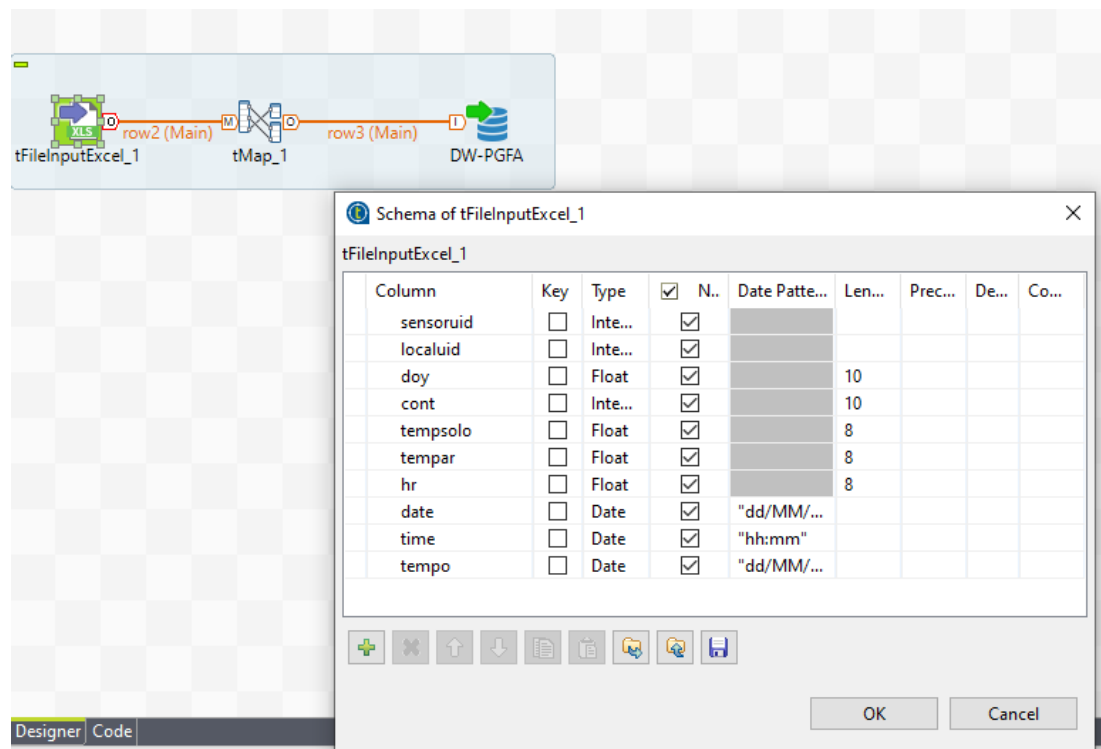 XLS
O
row2 (Main)
M
O
row3 (Main)
I
tFileInputExcel_1
tMap_1
DW-PGFA
Schema of tFileInputExcel_1
tFileInputExcel_1
Column Key Type N.. Date Patte... Len... Prec... De... Co...
sensoruid Inte...
localuid Inte...
doy Float 10
cont Inte... 10
tempsolo Float 8
tempar Float 8
hr Float 8
date Date "dd/MM/...
time Date "hh:mm"
tempo Date "dd/MM/...
OK Cancel
Designer Code